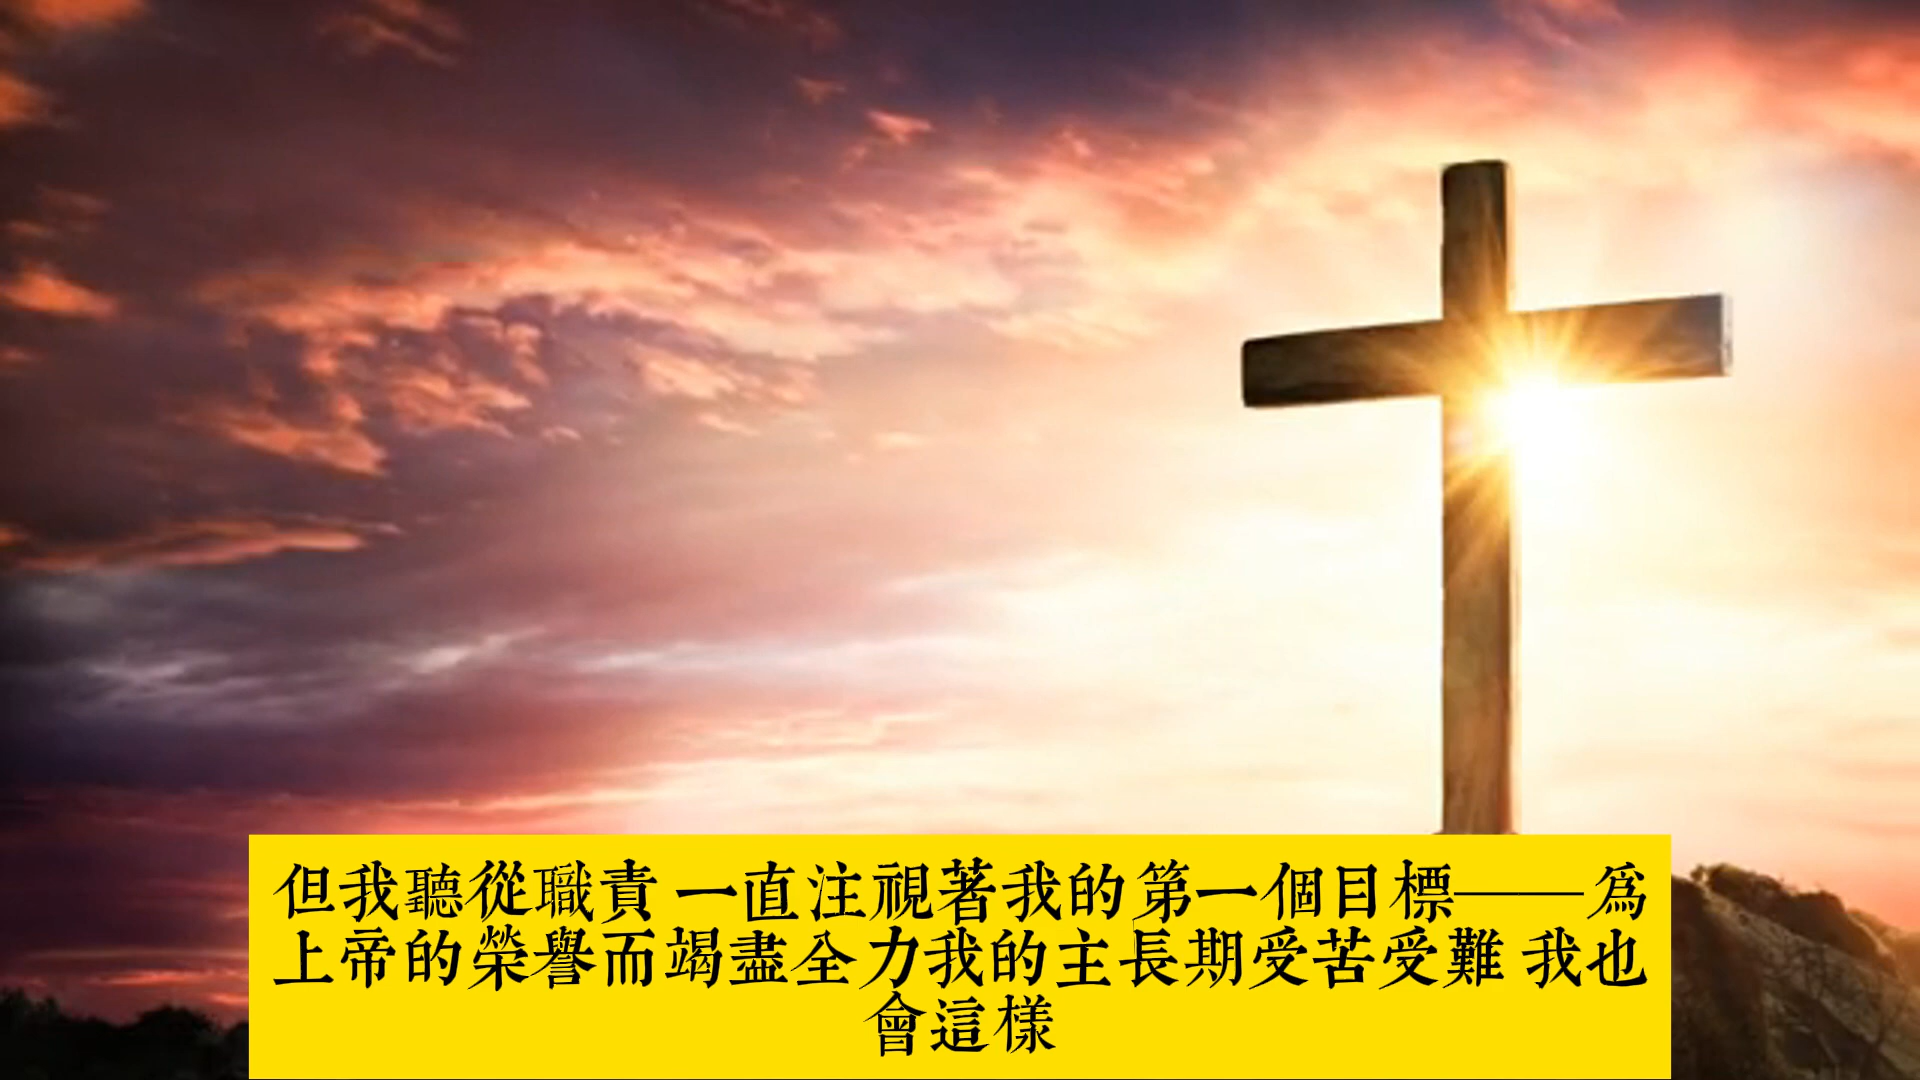 但我聽從職責 一直注視著我的第一個目標——爲
上帝的榮譽而竭盡全力我的主長期受苦受難 我也
會這樣